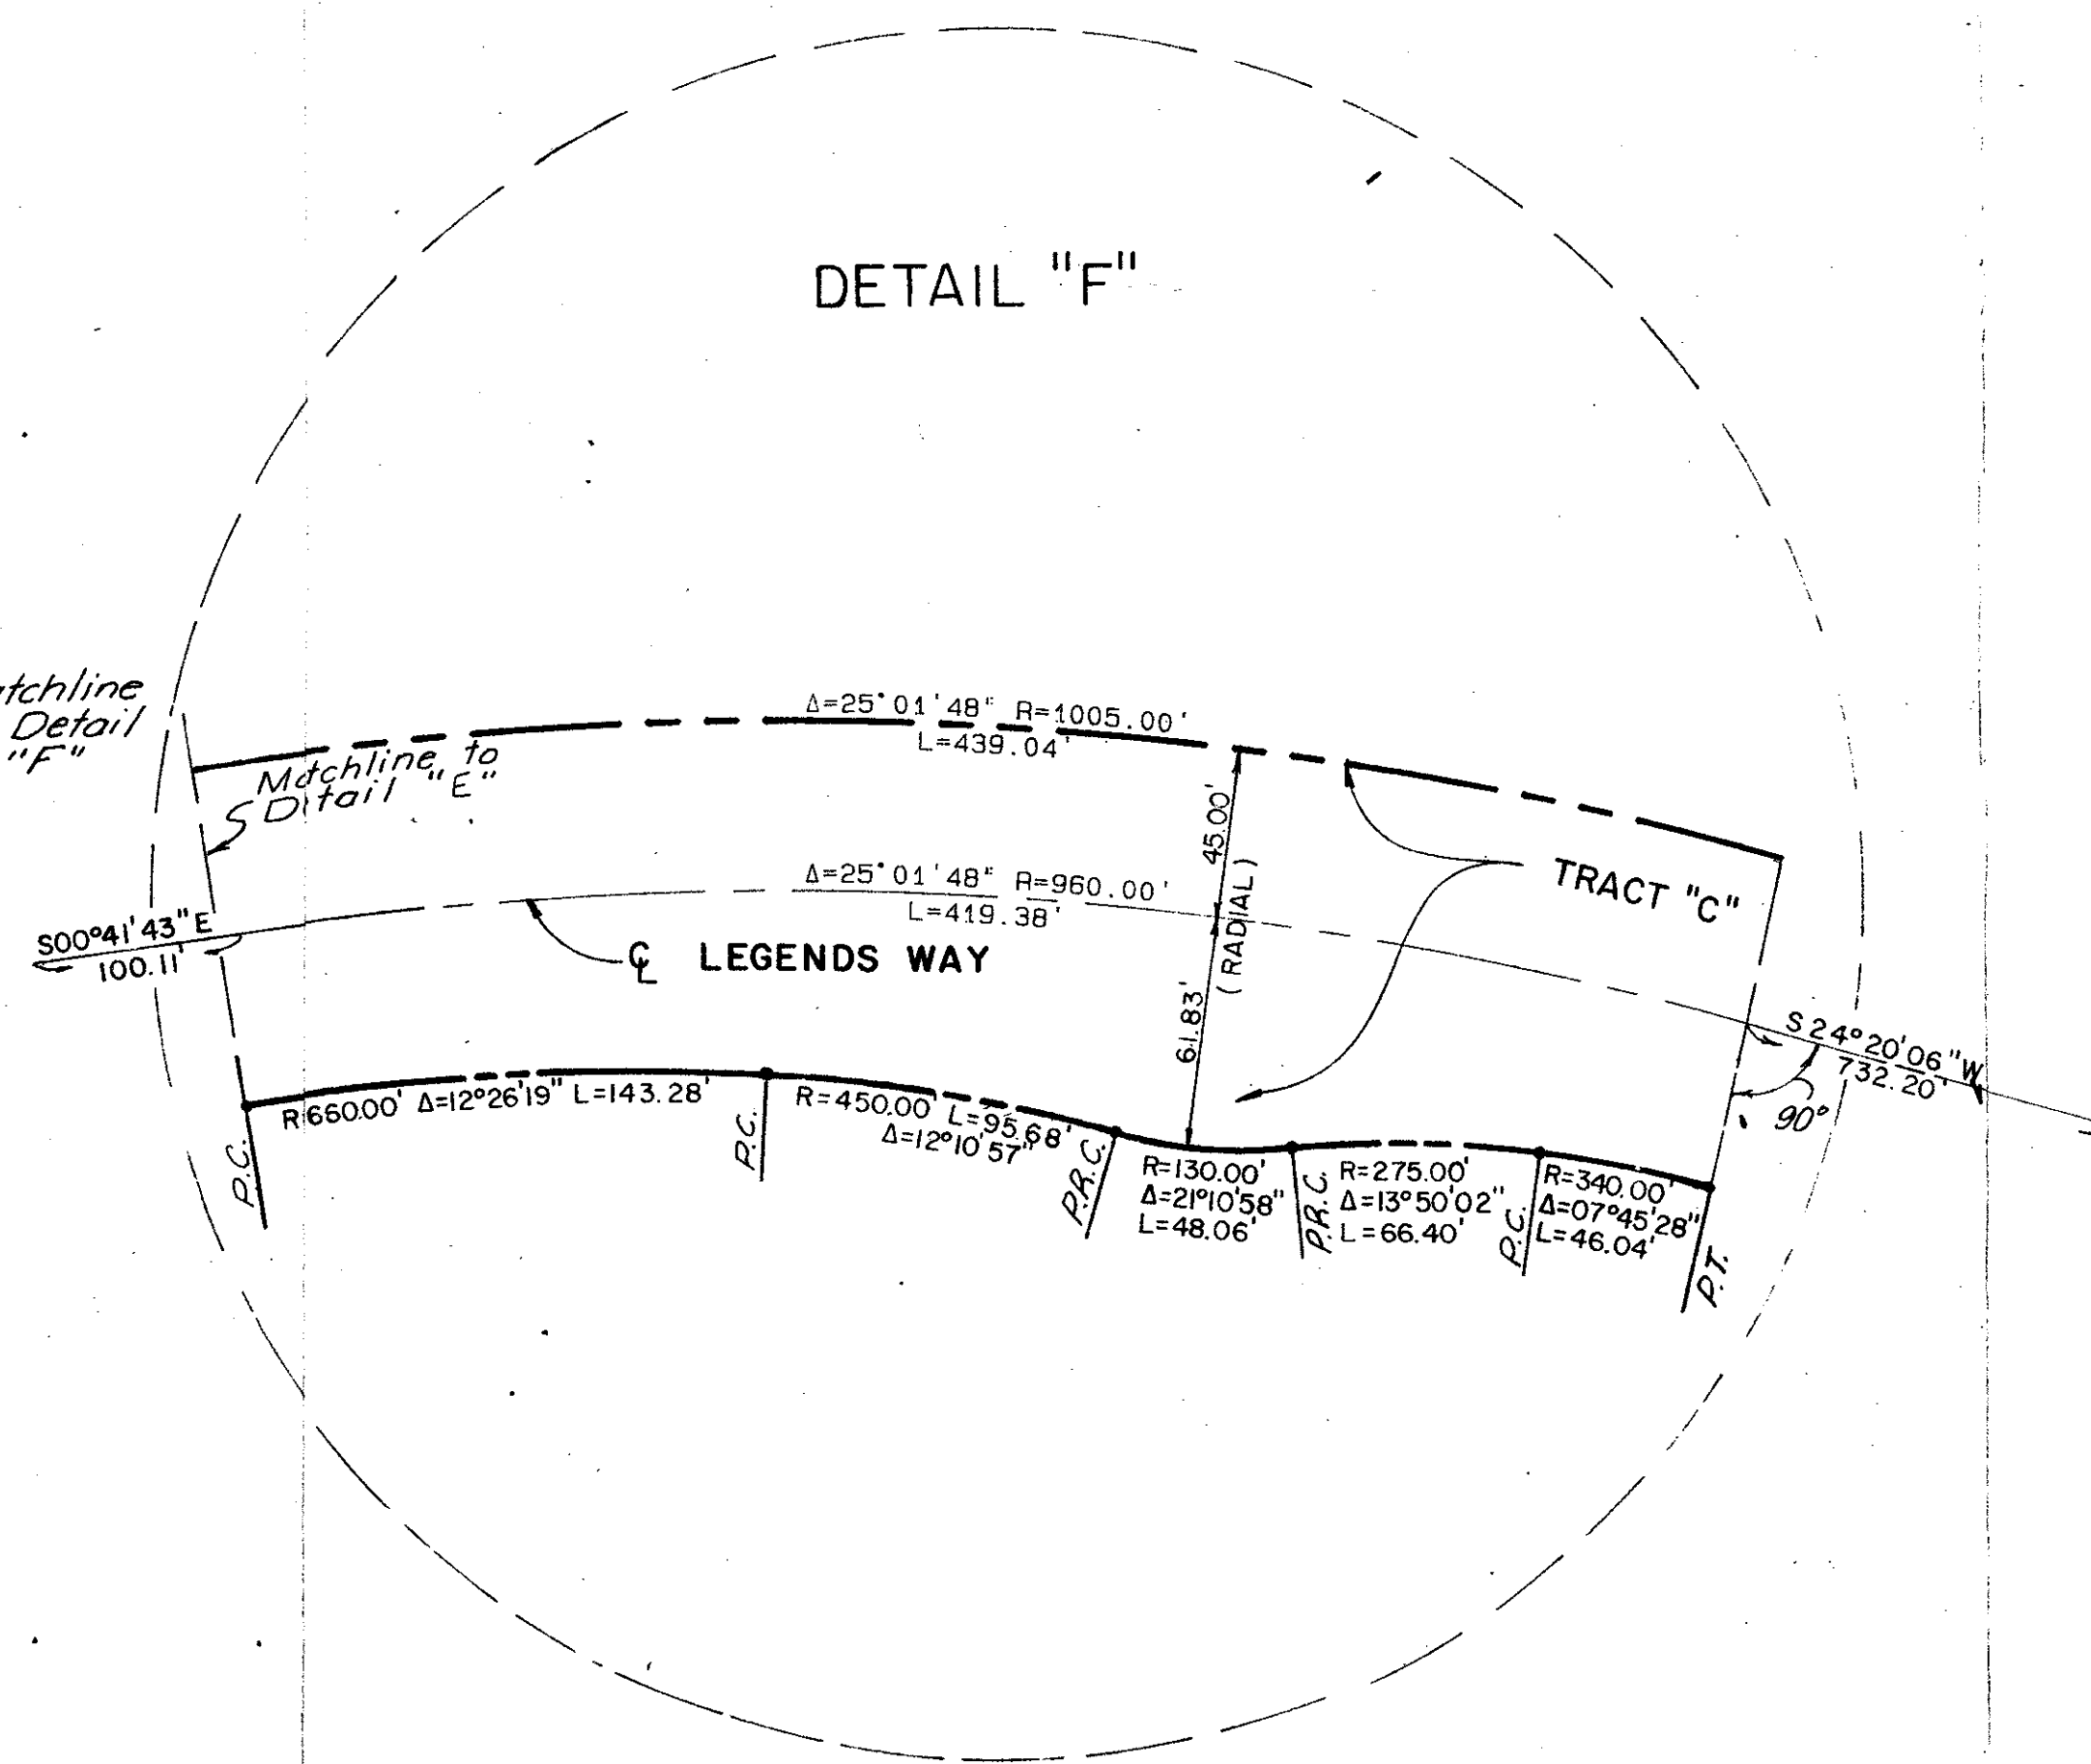 DETAIL "F"
Detail
"F"
Δ=25°01'48" R=1005.00'
L=439.04'
Matchline to
Detail "E"
45.00'
(RADIAL)
61.83'
TRACT "C"
Δ=25°01'48" R=960.00'
L=419.38'
S00°41'43"E
100.11'
℄ LEGENDS WAY
S24°20'06"W
732.20'
90°
R=660.00' Δ=12°26'19" L=143.28'
R=450.00' L=95.68'
Δ=12°10'57"
P.C.
P.C.
P.R.C.
R=130.00'
Δ=21°10'58"
L=48.06'
P.R.C.
R=275.00'
Δ=13°50'02"
L=66.40'
P.C.
R=340.00'
Δ=07°45'28"
L=46.04'
P.T.